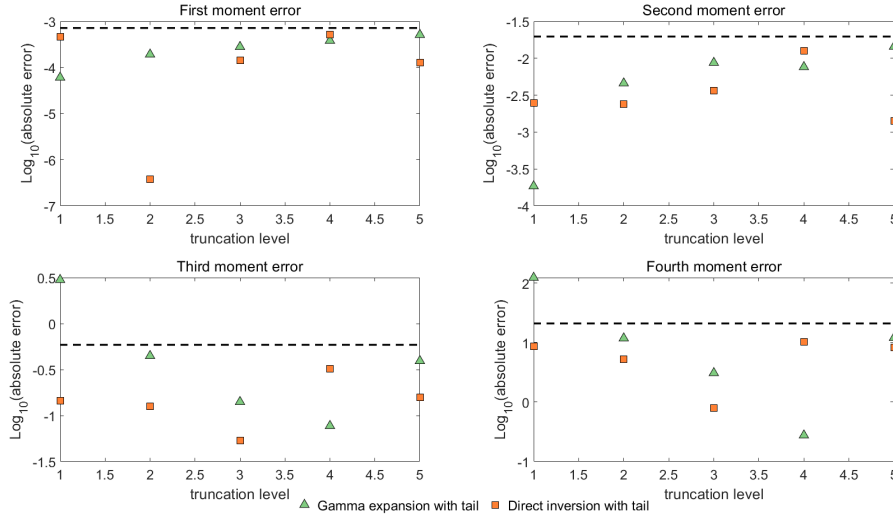 First moment error
Log10(absolute error)
-3
-4
-5
-6
-7
1 1.5 2 2.5 3 3.5 4 4.5 5
truncation level
Second moment error
Log10(absolute error)
-1.5
-2
-2.5
-3
-3.5
-4
1 1.5 2 2.5 3 3.5 4 4.5 5
truncation level
Third moment error
Log10(absolute error)
0.5
0
-0.5
-1
-1.5
1 1.5 2 2.5 3 3.5 4 4.5 5
truncation level
Fourth moment error
Log10(absolute error)
2
1
0
-1
1 1.5 2 2.5 3 3.5 4 4.5 5
truncation level
Gamma expansion with tail Direct inversion with tail